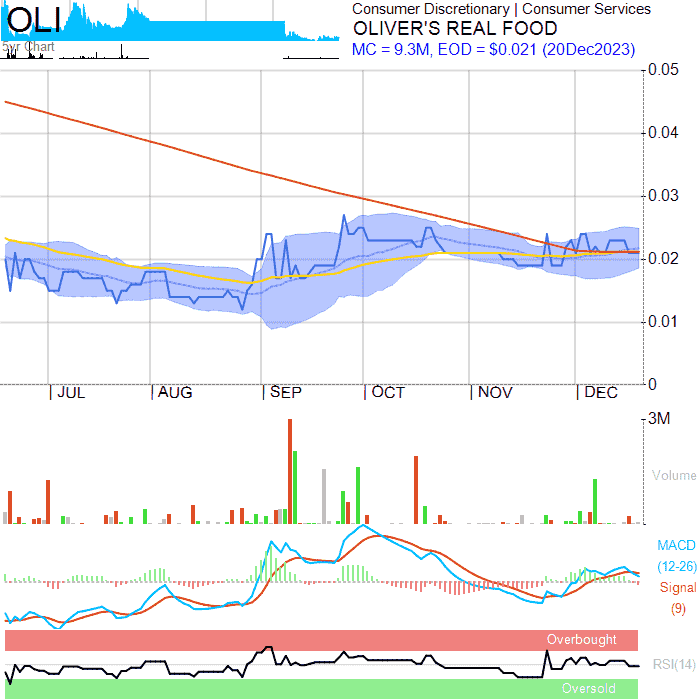 OLI
5yr Chart
Consumer Discretionary | Consumer Services
OLIVER'S REAL FOOD
MC = 9.3M, EOD = $0.021 (20Dec2023)
0.05
0.04
0.03
0.02
0.01
0
JUL AUG SEP OCT NOV DEC
3M
Volume
MACD
(12-26)
Signal
(9)
Overbought
RSI(14)
Oversold